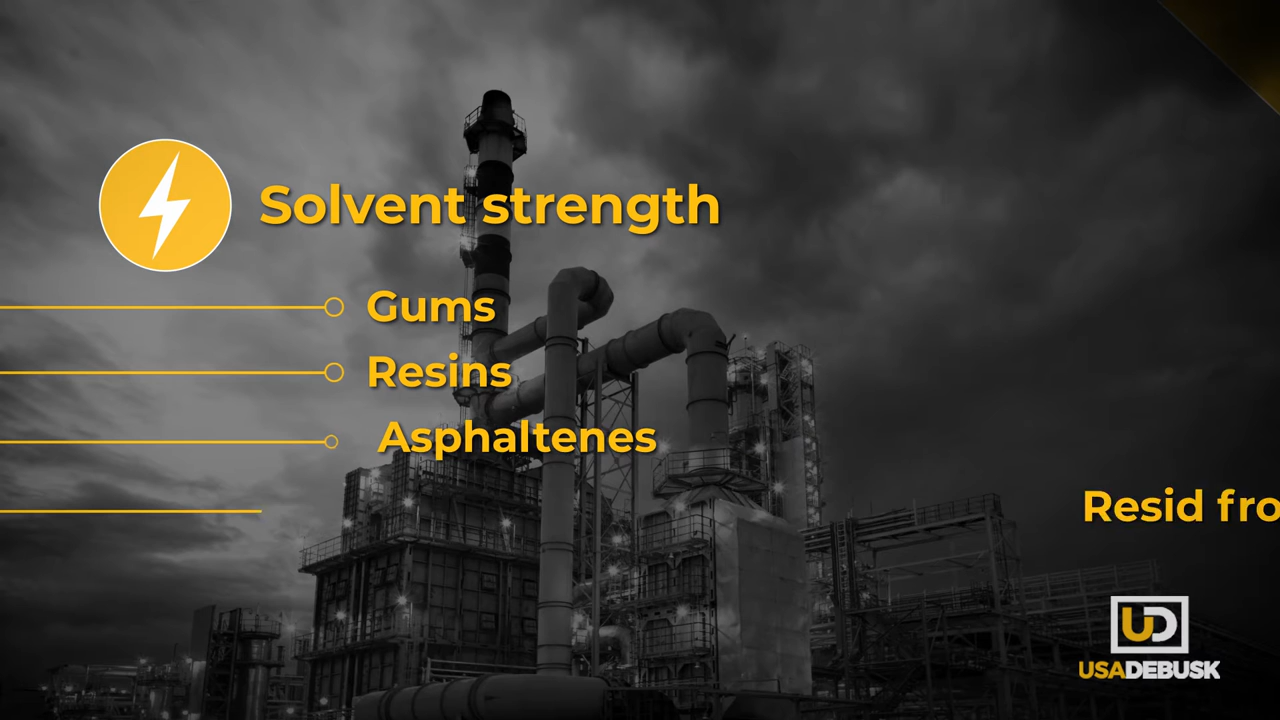 Solvent strength
Gums
Resins
Asphaltenes
Resid fro
UD
USADEBUSK